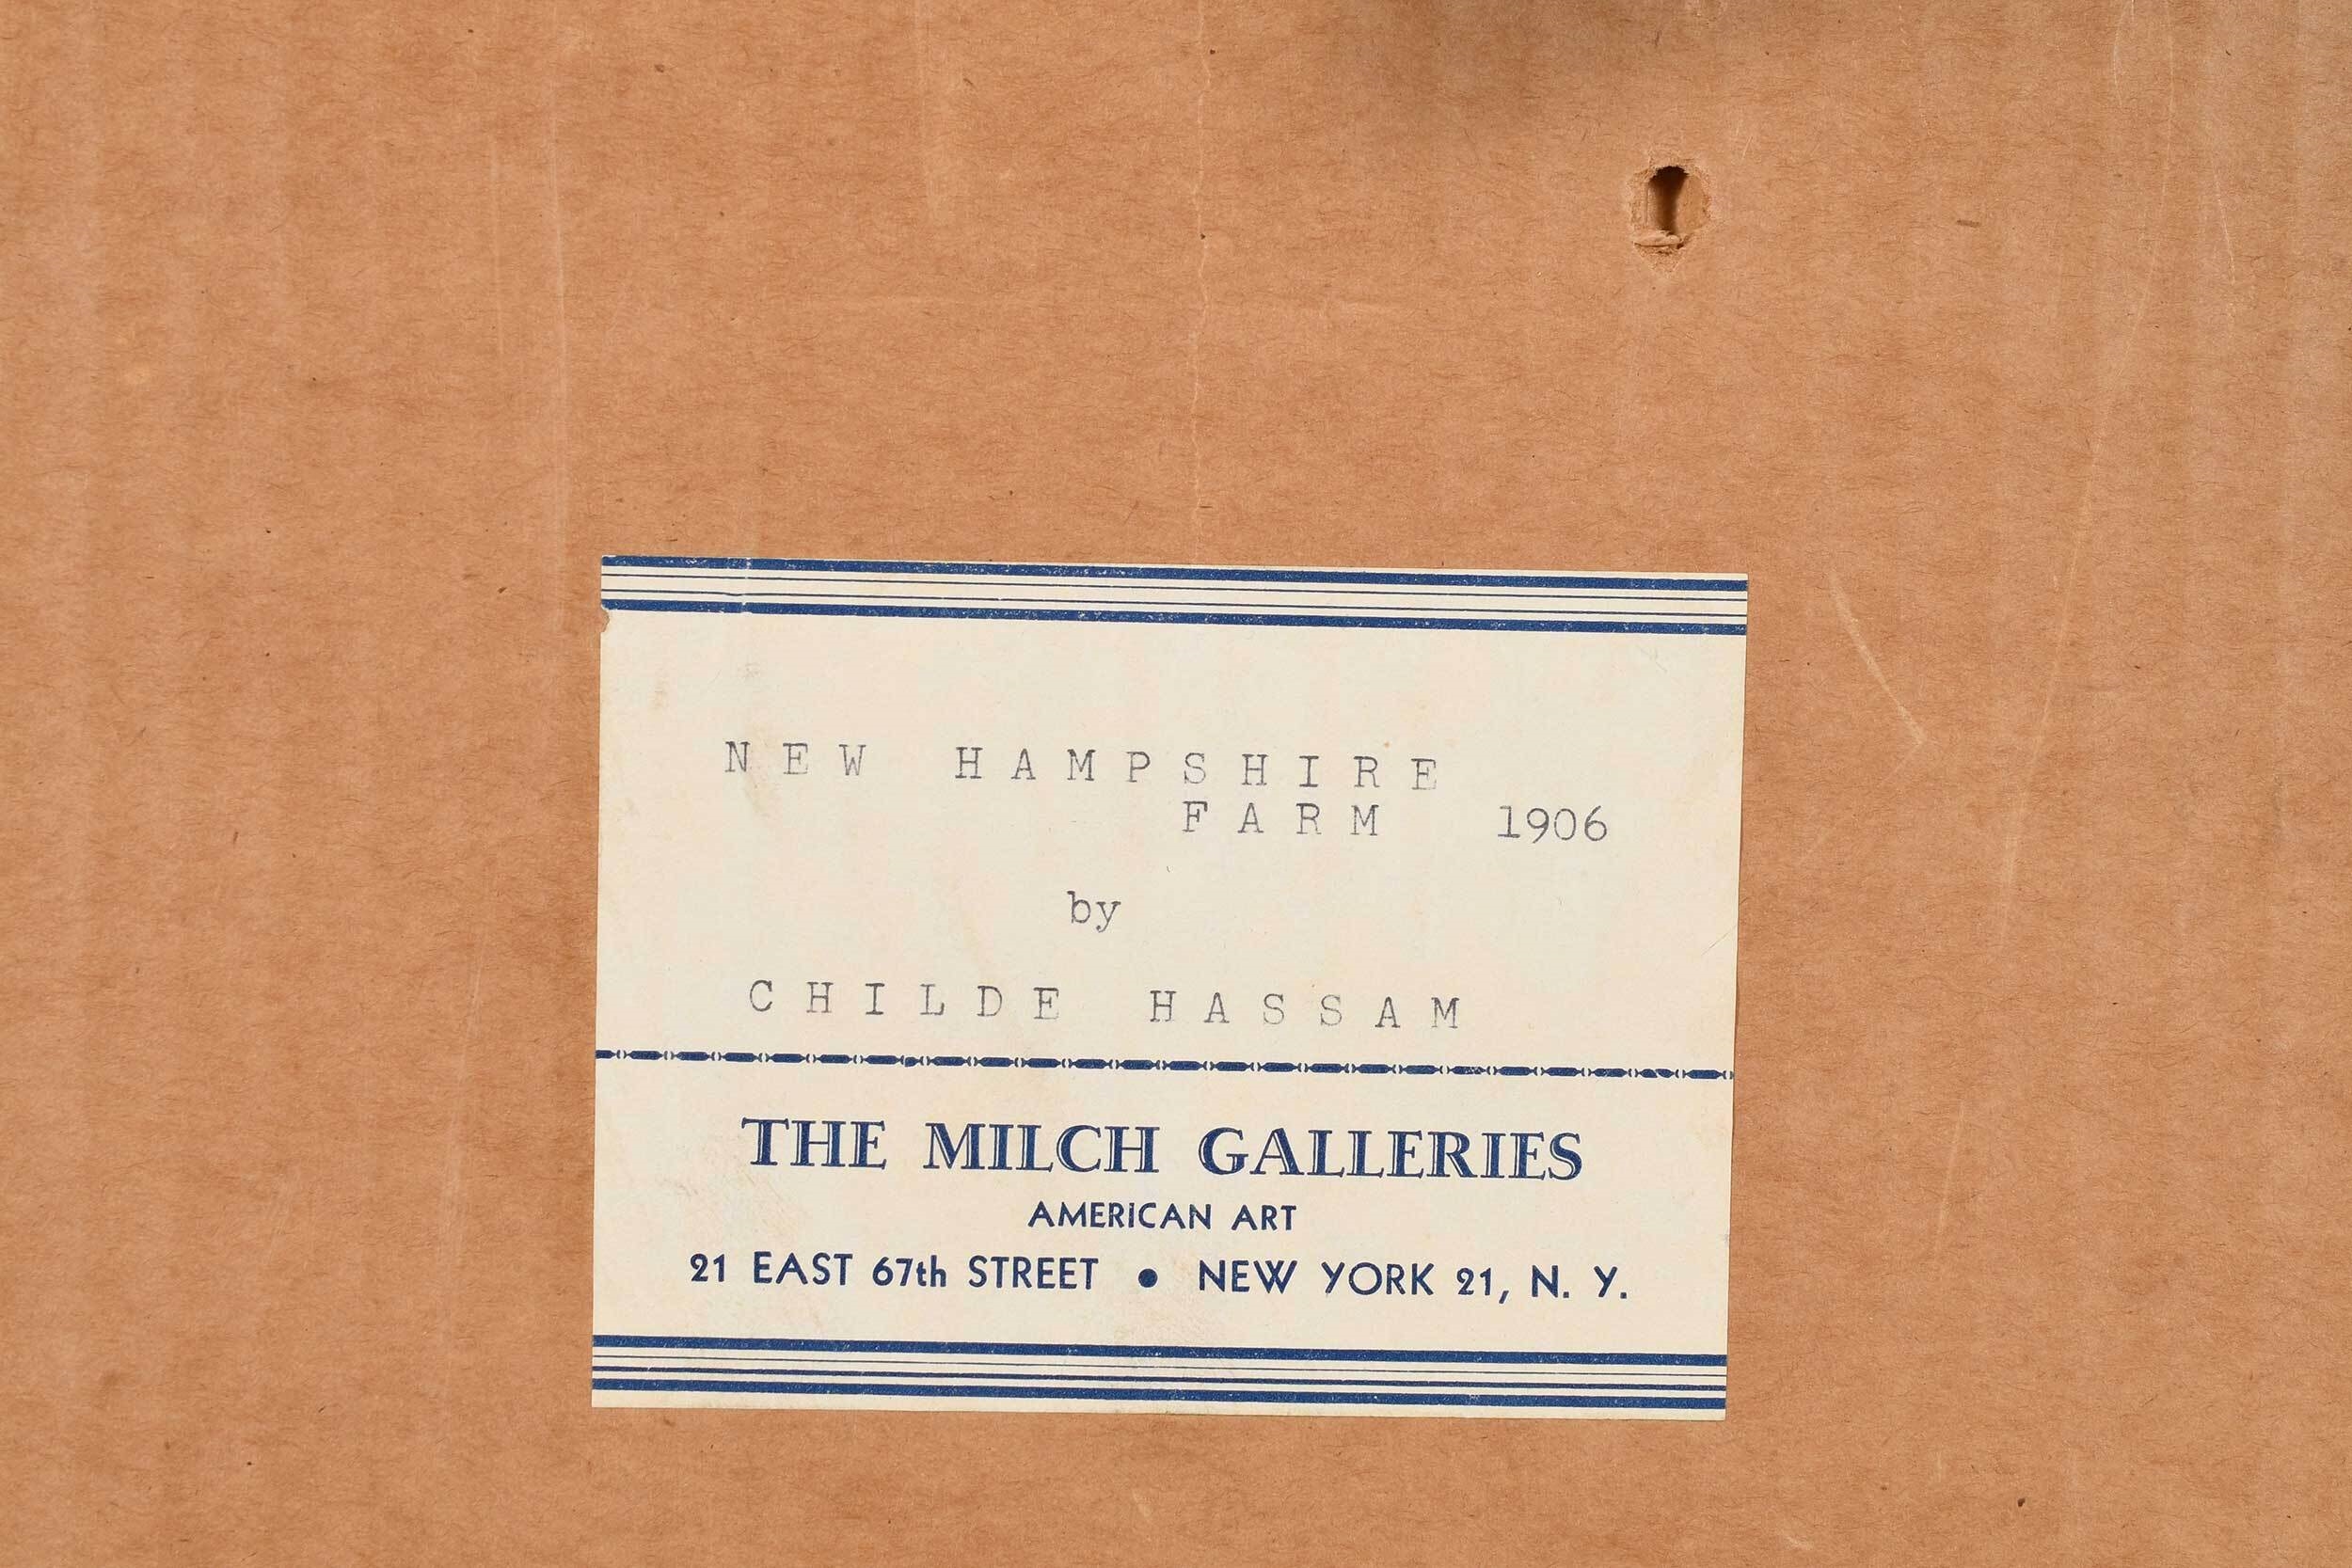 NEW HAMPSHIRE
FARM 1906
by
CHILDE HASSAM
THE MILCH GALLERIES
AMERICAN ART
21 EAST 67th STREET • NEW YORK 21, N. Y.